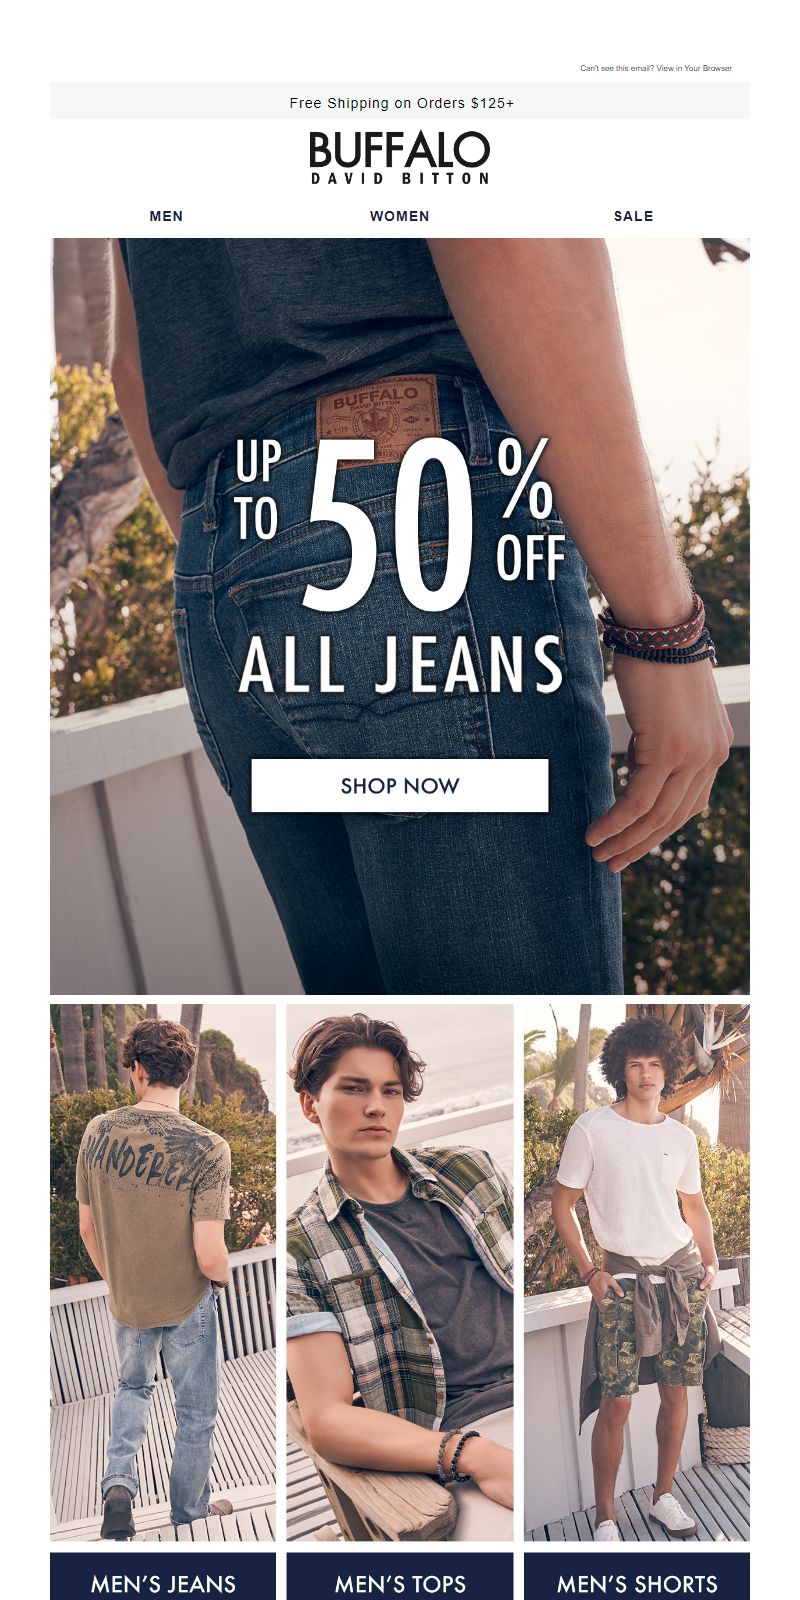 Can't see this email? View in Your Browser
Free Shipping on Orders $125+
BUFFALO
DAVID BITTON
MEN WOMEN SALE
BUFFALO
DAVID BITTON
UP TO 50% OFF
ALL JEANS
SHOP NOW
WANDERER
MEN'S JEANS MEN'S TOPS MEN'S SHORTS